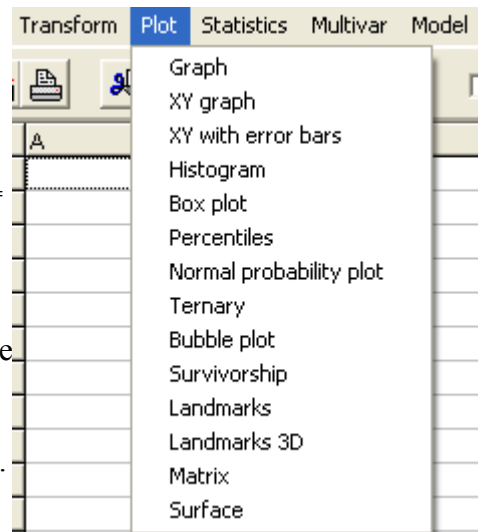 Transform Plot Statistics Multivar Model
Graph
XY graph
A
XY with error bars
Histogram
Box plot
Percentiles
Normal probability plot
Ternary
Bubble plot
e
Survivorship
Landmarks
Landmarks 3D
.
Matrix
Surface